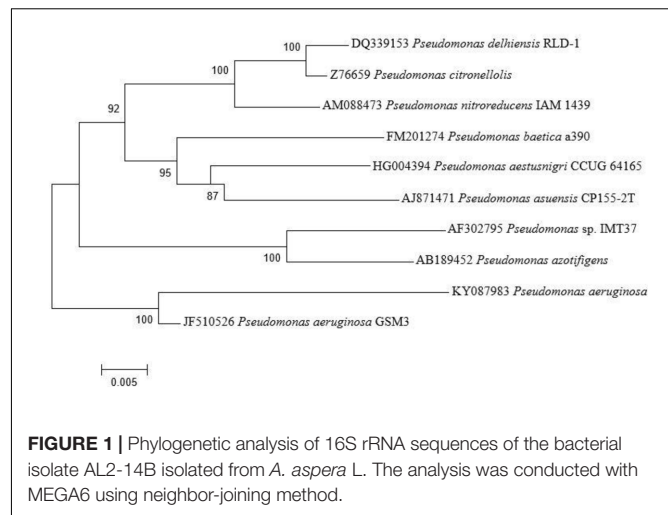 100
DQ339153 Pseudomonas delhiensis RLD-1
100
Z76659 Pseudomonas citronellolis
92
AM088473 Pseudomonas nitroreducens IAM 1439
FM201274 Pseudomonas baetica a390
95
HG004394 Pseudomonas aestusnigri CCUG 64165
87
AJ871471 Pseudomonas asuensis CP155-2T
AF302795 Pseudomonas sp. IMT37
100
AB189452 Pseudomonas azotifigens
KY087983 Pseudomonas aeruginosa
100
JF510526 Pseudomonas aeruginosa GSM3
0.005
FIGURE 1 | Phylogenetic analysis of 16S rRNA sequences of the bacterial
isolate AL2-14B isolated from A. aspera L. The analysis was conducted with
MEGA6 using neighbor-joining method.